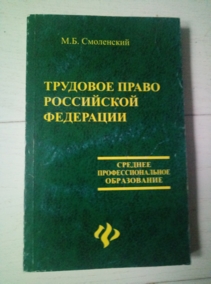 М.Б. Смоленский
ТРУДОВОЕ ПРАВО
РОССИЙСКОЙ
ФЕДЕРАЦИИ
СРЕДНЕЕ
ПРОФЕССИОНАЛЬНОЕ
ОБРАЗОВАНИЕ